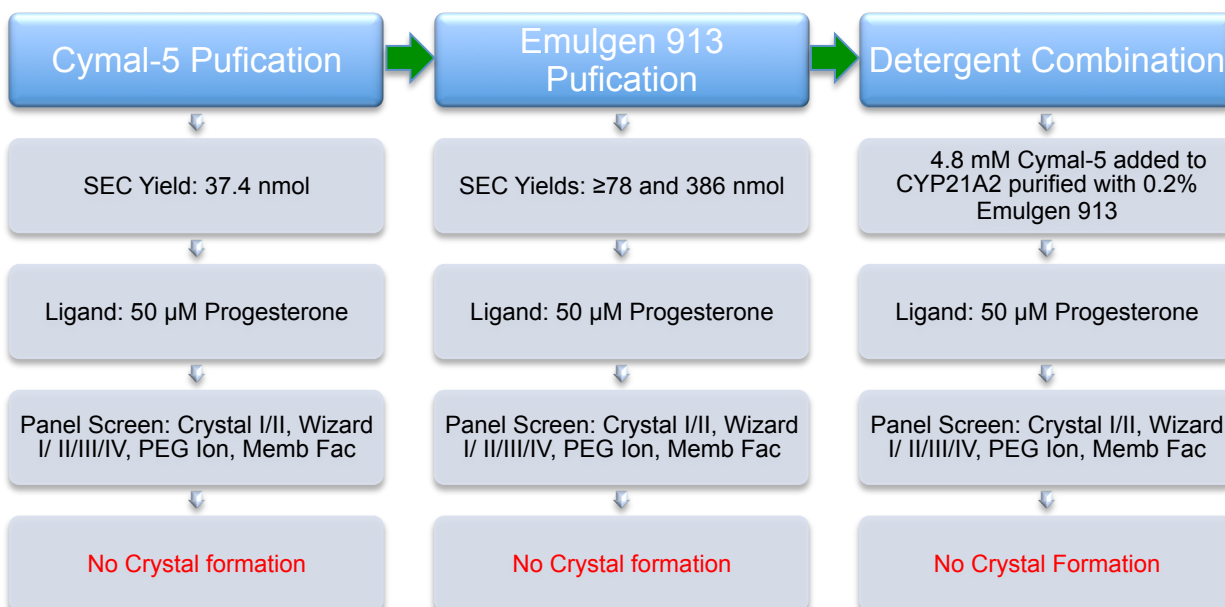 Cymal-5 Pufication
Emulgen 913
Pufication
Detergent Combination
SEC Yield: 37.4 nmol
SEC Yields: ≥78 and 386 nmol
4.8 mM Cymal-5 added to
CYP21A2 purified with 0.2%
Emulgen 913
Ligand: 50 µM Progesterone
Ligand: 50 µM Progesterone
Ligand: 50 µM Progesterone
Panel Screen: Crystal I/II, Wizard
I/ II/III/IV, PEG Ion, Memb Fac
Panel Screen: Crystal I/II, Wizard
I/ II/III/IV, PEG Ion, Memb Fac
Panel Screen: Crystal I/II, Wizard
I/ II/III/IV, PEG Ion, Memb Fac
No Crystal formation
No Crystal formation
No Crystal Formation